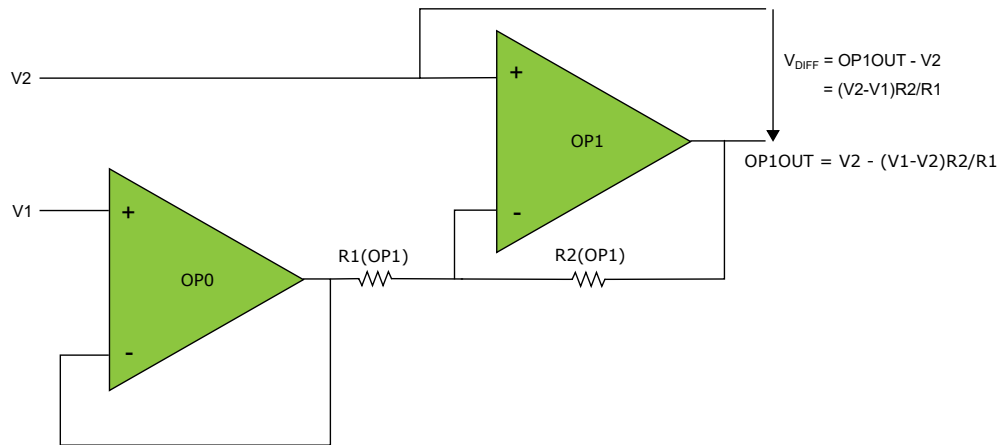 V2
+
OP1
-
V_DIFF = OP1OUT - V2
= (V2-V1)R2/R1
OP1OUT = V2 - (V1-V2)R2/R1
V1
+
OP0
-
R1(OP1)
R2(OP1)